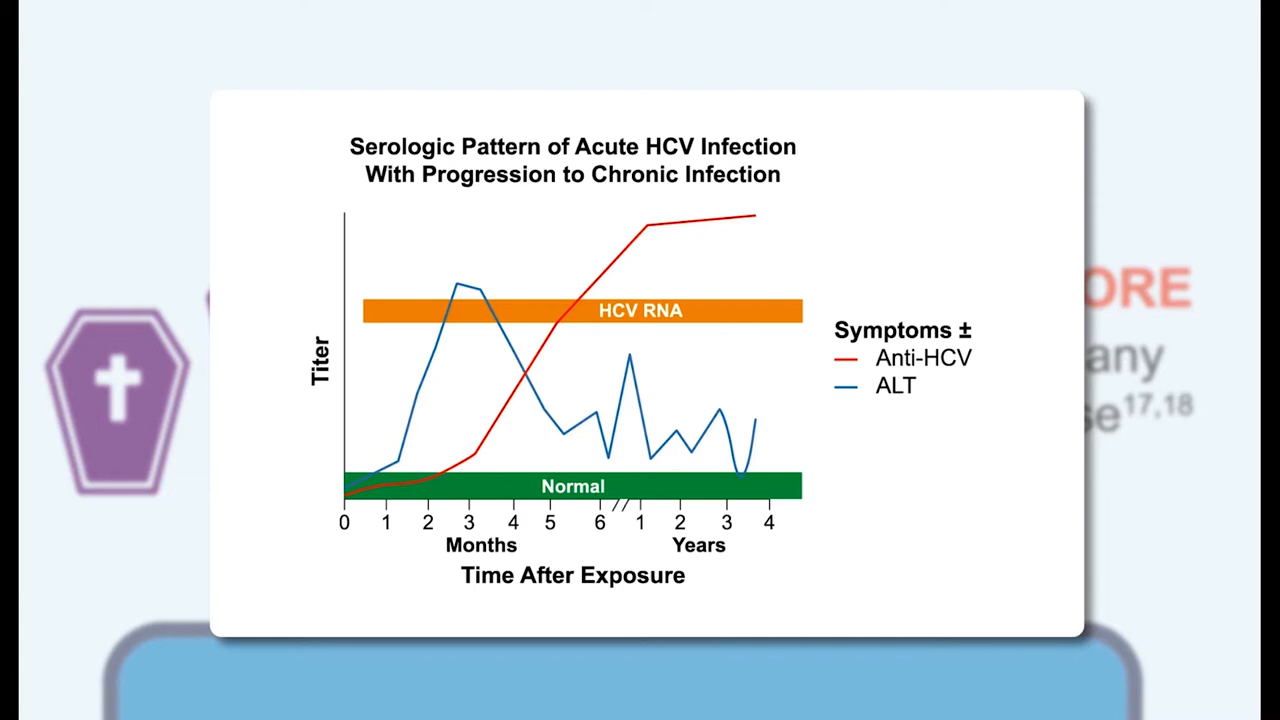 Serologic Pattern of Acute HCV Infection
With Progression to Chronic Infection
Titer
HCV RNA
Normal
0 1 2 3 4 5 6 // 1 2 3 4
Months Years
Time After Exposure
Symptoms ±
Anti-HCV
ALT
ORE
any
se17,18